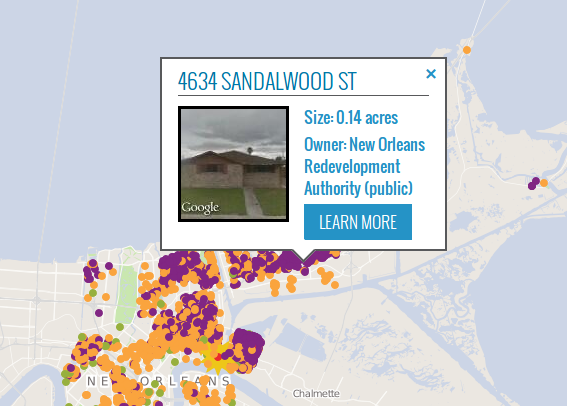 4634 SANDALWOOD ST
×
Size: 0.14 acres
Owner: New Orleans
Redevelopment
Authority (public)
Google
LEARN MORE
NEW ORLEANS
Chalmette